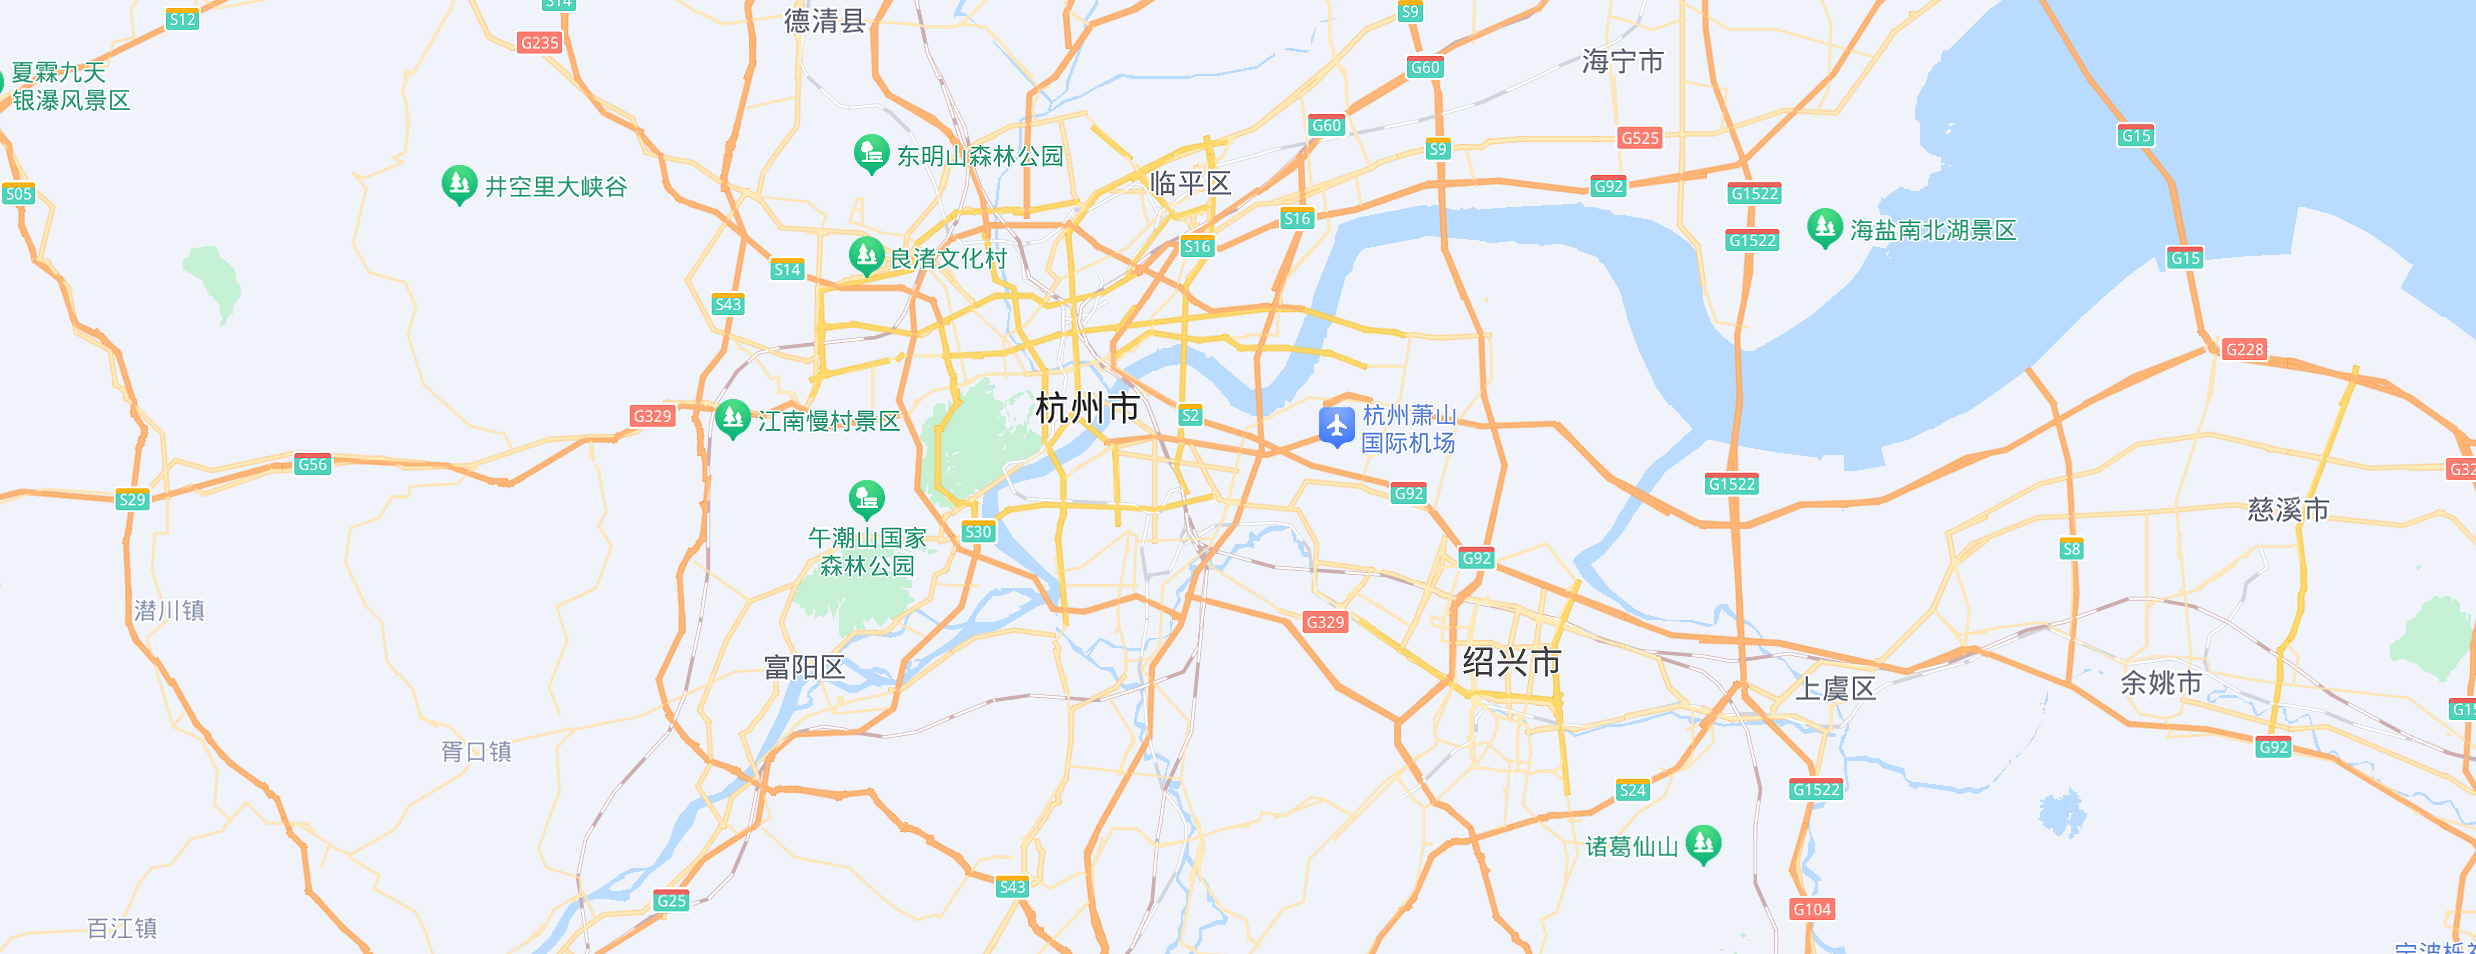 S14
德清县
S9
S12
G235
海宁市
G60
夏霖九天
银瀑风景区
G60
G15
G525
S9
东明山森林公园
临平区
井空里大峡谷
G92
S05
G1522
S16
海盐南北湖景区
G1522
S16
良渚文化村
G15
S14
S43
G228
杭州市
G329
江南慢村景区
S2
杭州萧山
国际机场
G56
G32
G1522
G92
S29
慈溪市
午潮山国家
森林公园
S30
S8
G92
潜川镇
G329
绍兴市
富阳区
上虞区
余姚市
G15
胥口镇
G92
S24
G1522
诸葛仙山
S43
G25
G104
百江镇